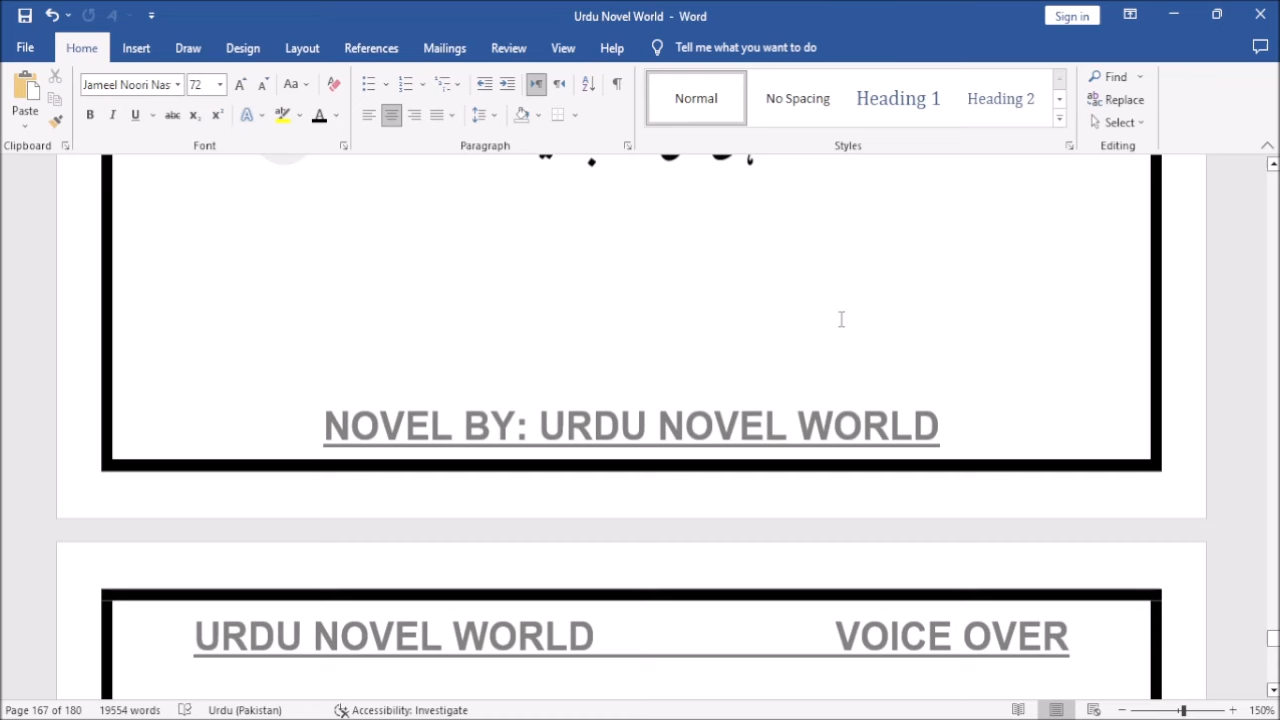 Urdu Novel World - Word
Sign in
File Home Insert Draw Design Layout References Mailings Review View Help Tell me what you want to do
Paste
Jameel Noori Nas 72
Find
Replace
Select
Normal
No Spacing
Heading 1
Heading 2
Clipboard Font Paragraph Styles Editing
NOVEL BY: URDU NOVEL WORLD
URDU NOVEL WORLD VOICE OVER
Page 167 of 180 19554 words Urdu (Pakistan) Accessibility: Investigate 150%